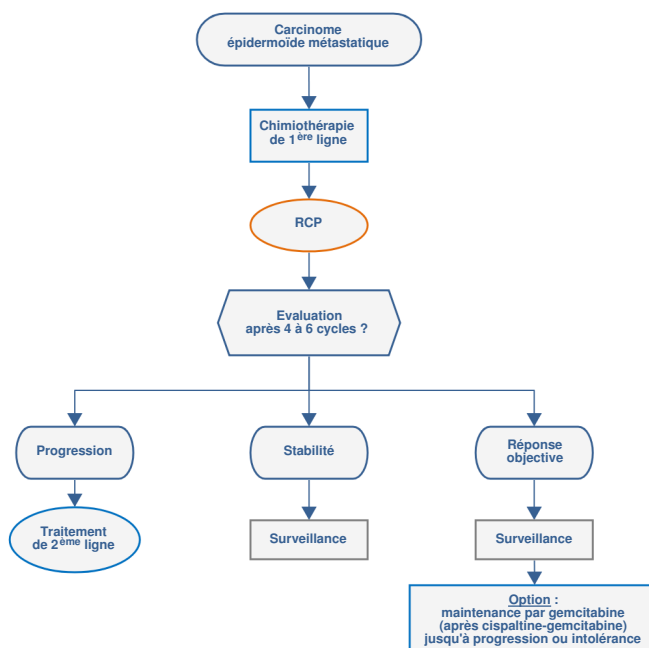 Carcinome
épidermoïde métastatique
Chimiothérapie
de 1ère ligne
RCP
Evaluation
après 4 à 6 cycles ?
Progression
Stabilité
Réponse
objective
Traitement
de 2ème ligne
Surveillance
Surveillance
Option :
maintenance par gemcitabine
(après cispaltine-gemcitabine)
jusqu'à progression ou intolérance